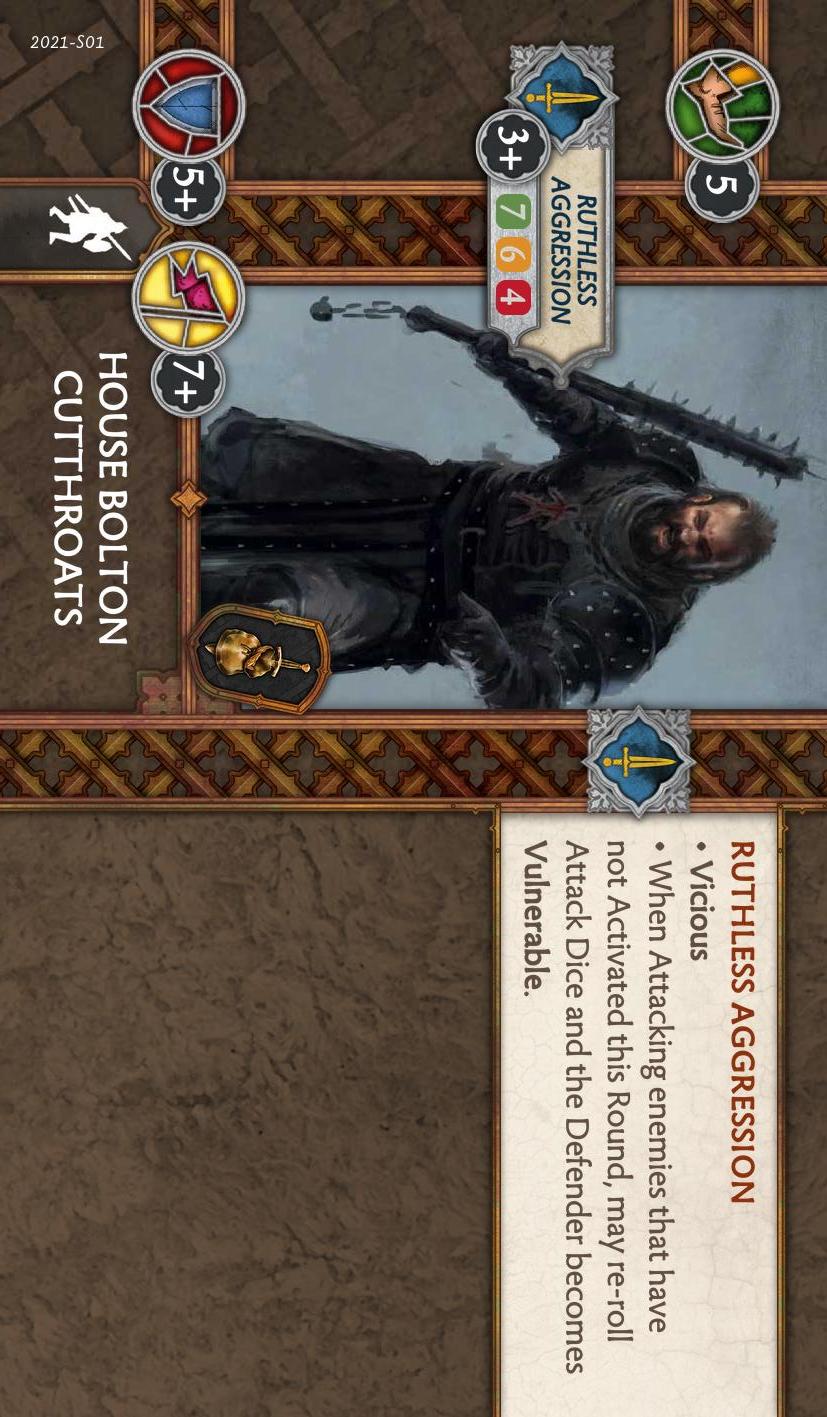 5
RUTHLESS
AGGRESSION
3+
7 6 4
5+
7+
HOUSE BOLTON
CUTTHROATS
2021-S01
RUTHLESS AGGRESSION
• Vicious
• When Attacking enemies that have
not Activated this Round, may re-roll
Attack Dice and the Defender becomes
Vulnerable.